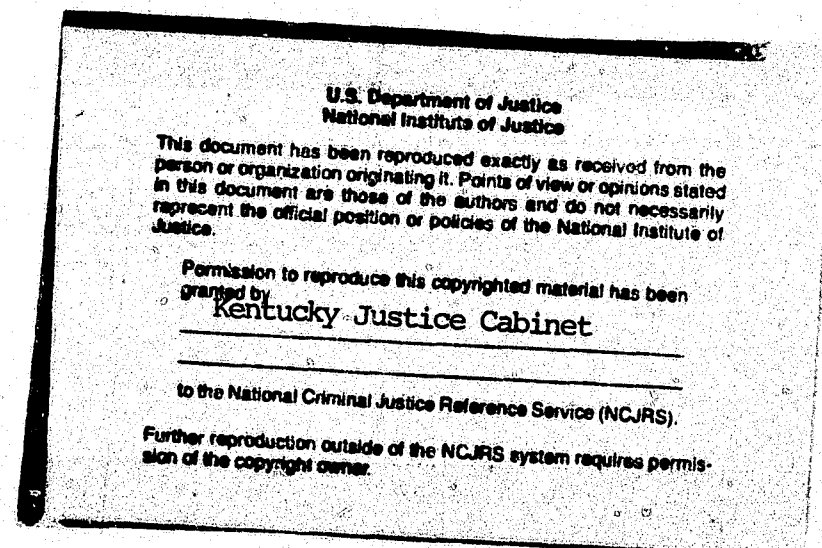 U.S. Department of Justice
National Institute of Justice
This document has been reproduced exactly as received from the
person or organization originating it. Points of view or opinions stated
in this document are those of the authors and do not necessarily
represent the official position or policies of the National Institute of
Justice.
Permission to reproduce this copyrighted material has been
granted by
Kentucky Justice Cabinet
to the National Criminal Justice Reference Service (NCJRS).
Further reproduction outside of the NCJRS system requires permis-
sion of the copyright owner.